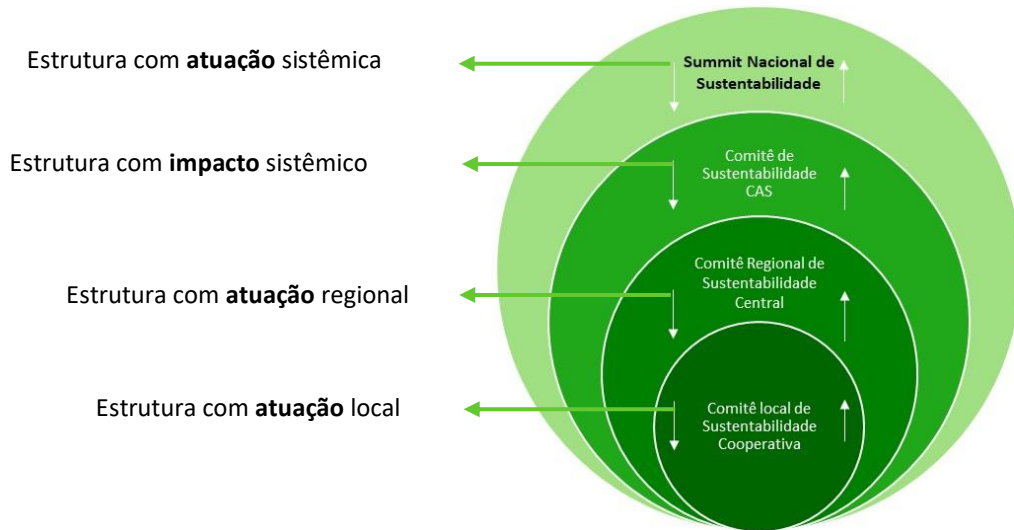 Estrutura com atuação sistêmica
Summit Nacional de
Sustentabilidade
Estrutura com impacto sistêmico
Comitê de
Sustentabilidade
CAS
Estrutura com atuação regional
Comitê Regional de
Sustentabilidade
Central
Estrutura com atuação local
Comitê local de
Sustentabilidade
Cooperativa